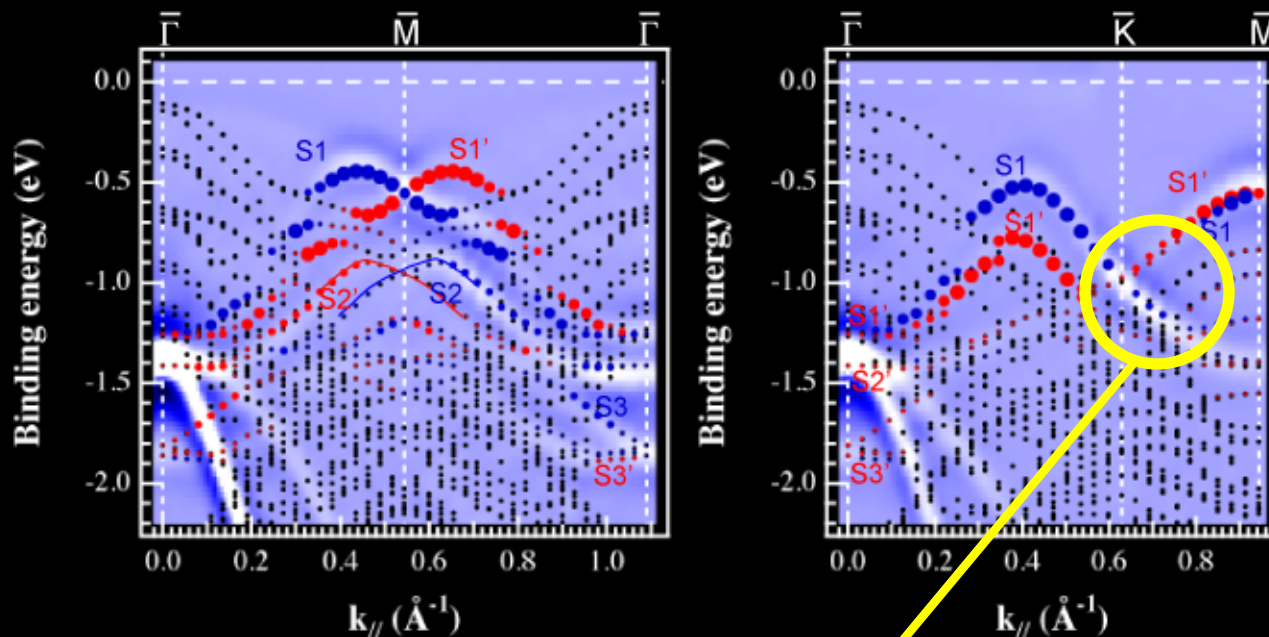 Γ̅ M̅ Γ̅
Binding energy (eV)
0.0
-0.5
-1.0
-1.5
-2.0
S1
S1’
S2’
S2
S3
S3’
0.0 0.2 0.4 0.6 0.8 1.0
k// (Å-1)
Γ̅ K̅ M̅
Binding energy (eV)
0.0
-0.5
-1.0
-1.5
-2.0
S1
S1’
S1’
S1
S1’
S2’
S3’
0.0 0.2 0.4 0.6 0.8
k// (Å-1)